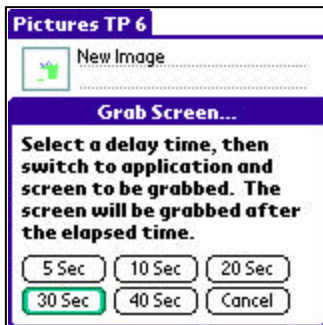 Pictures TP 6
New Image
Grab Screen...
Select a delay time, then
switch to application and
screen to be grabbed. The
screen will be grabbed after
the elapsed time.
5 Sec 10 Sec 20 Sec
30 Sec 40 Sec Cancel